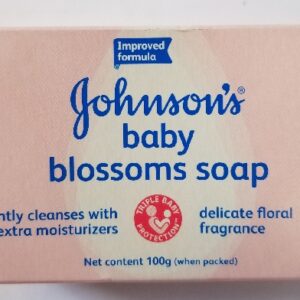 Improved
formula
Johnson's®
baby
blossoms soap
ntly cleanses with
extra moisturizers
TRIPLE BABY PROTECTION
delicate floral
fragrance
Net content 100g (when packed)